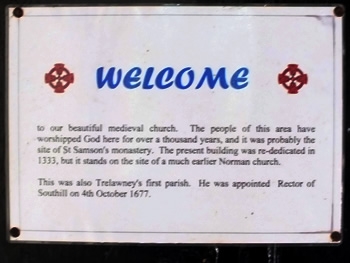 WELCOME
to our beautiful medieval church. The people of this area have
worshipped God here for over a thousand years, and it was probably the
site of St Samson's monastery. The present building was re-dedicated in
1333, but it stands on the site of a much earlier Norman church.
This was also Trelawney's first parish. He was appointed Rector of
Southill on 4th October 1677.